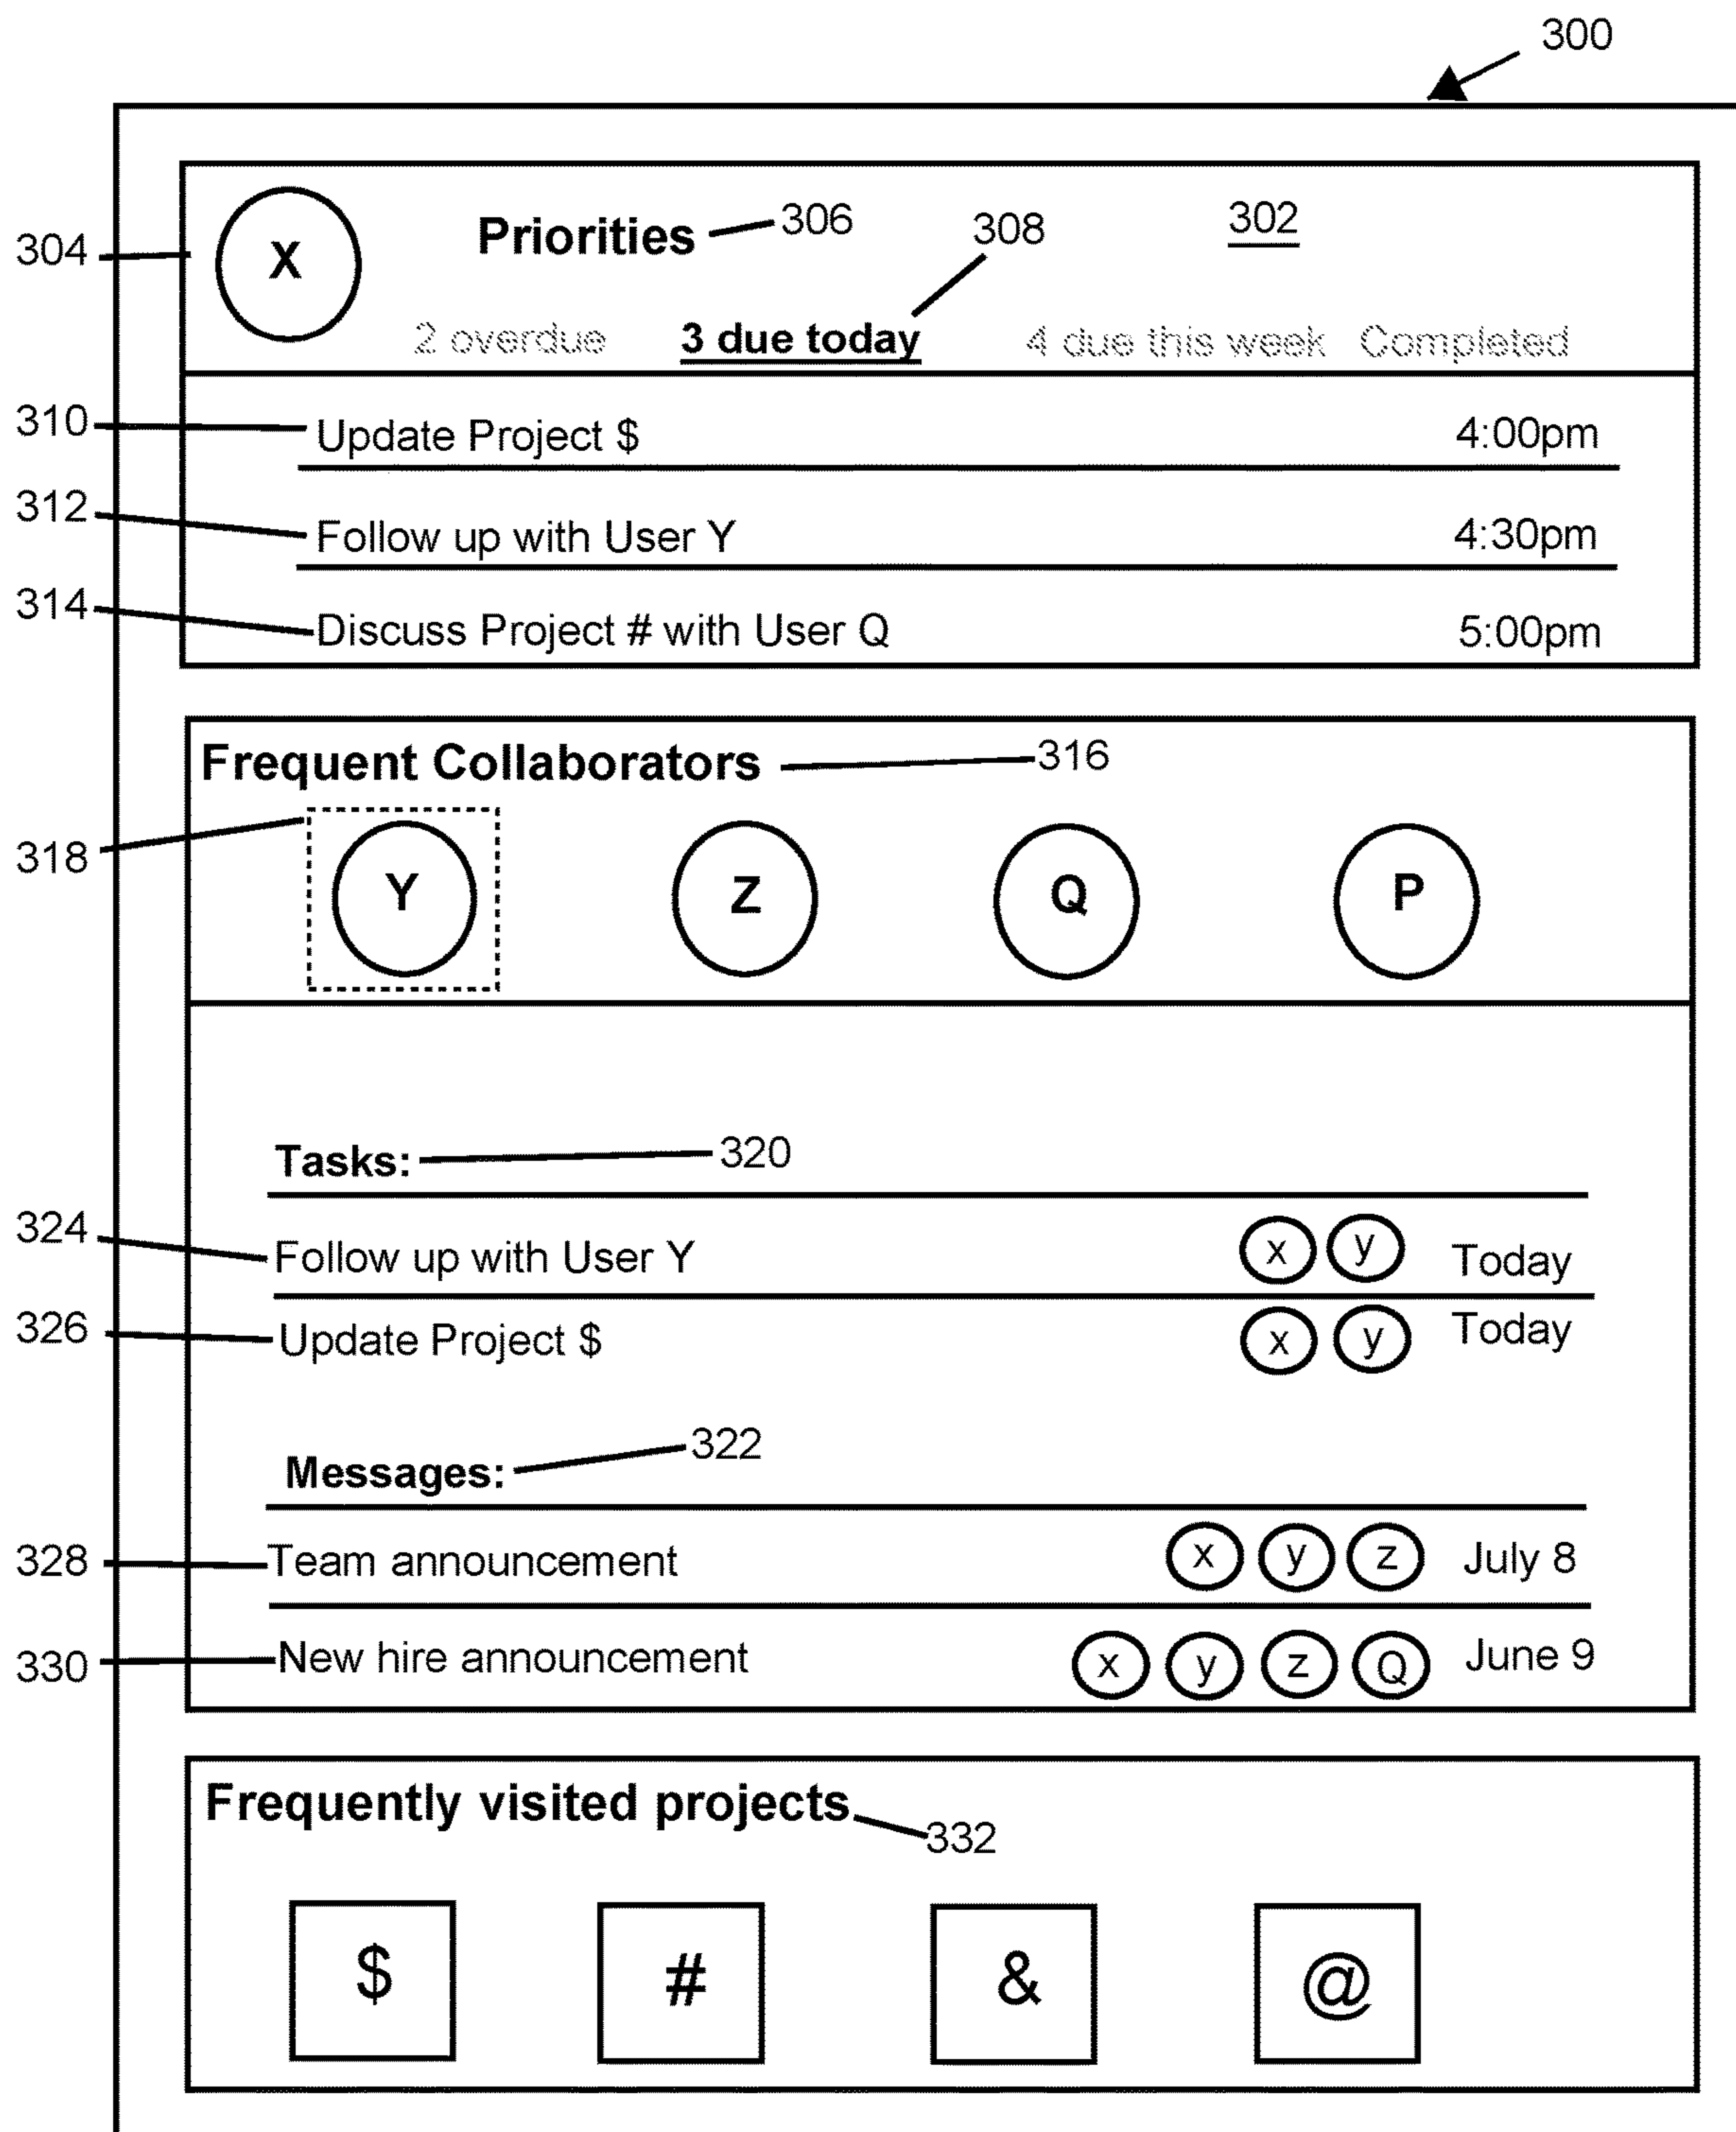 300
304 X Priorities 306 308 302
2 overdue 3 due today 4 due this week Completed
310 Update Project $ 4:00pm
312 Follow up with User Y 4:30pm
314 Discuss Project # with User Q 5:00pm
Frequent Collaborators 316
318 Y Z Q P
Tasks: 320
324 Follow up with User Y x y Today
326 Update Project $ x y Today
Messages: 322
328 Team announcement x y z July 8
330 New hire announcement x y z Q June 9
Frequently visited projects 332
$ # & @